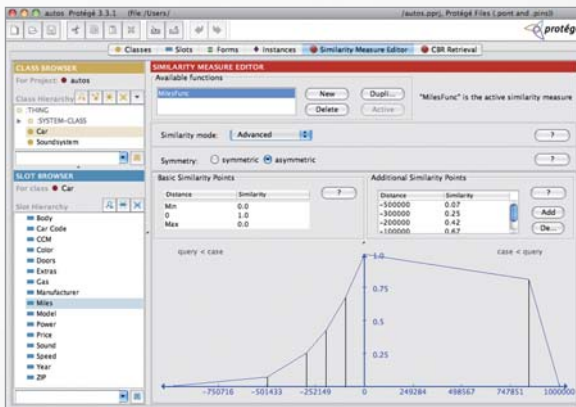 autos Protégé 3.3.1 (file:/Users/ /autos.pprj, Protégé Files (.pont and .pins))
protégé
Classes Slots Forms Instances Similarity Measure Editor CBR Retrieval
CLASS BROWSER
For Project: autos
Class Hierarchy
:THING
:SYSTEM-CLASS
Car
Soundsystem
SLOT BROWSER
For class Car
Slot Hierarchy
Body
Car Code
CCM
Color
Doors
Extras
Gas
Manufacturer
Miles
Model
Power
Price
Sound
Speed
Year
ZIP
SIMILARITY MEASURE EDITOR
Available functions
MilesFunc
New Dupli...
Delete Active
"MilesFunc" is the active similarity measure
Similarity mode: Advanced ?
Symmetry: symmetric asymmetric ?
Basic Similarity Points
Distance Similarity ?
Min 0.0
0 1.0
Max 0.0
Additional Similarity Points
Distance Similarity ?
-500000 0.07
-300000 0.25
-200000 0.42
-100000 0.67
Add
De...
query < case case < query
1.0
0.75
0.5
0.25
-750716 -501433 -252149 0 249284 498567 747851 1000000